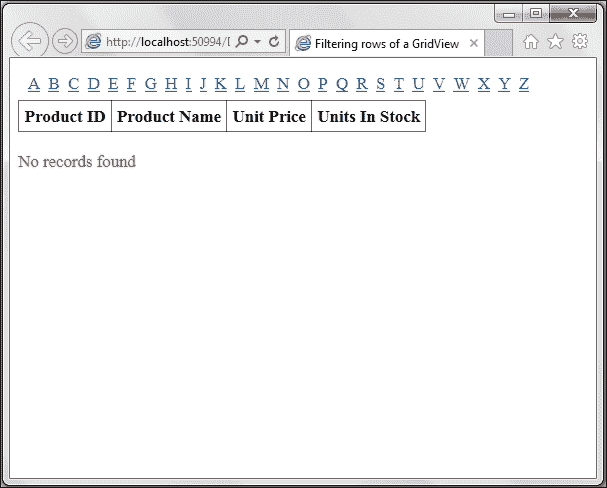 http://localhost:50994/
Filtering rows of a GridView
A B C D E F G H I J K L M N O P Q R S T U V W X Y Z
Product ID Product Name Unit Price Units In Stock
No records found